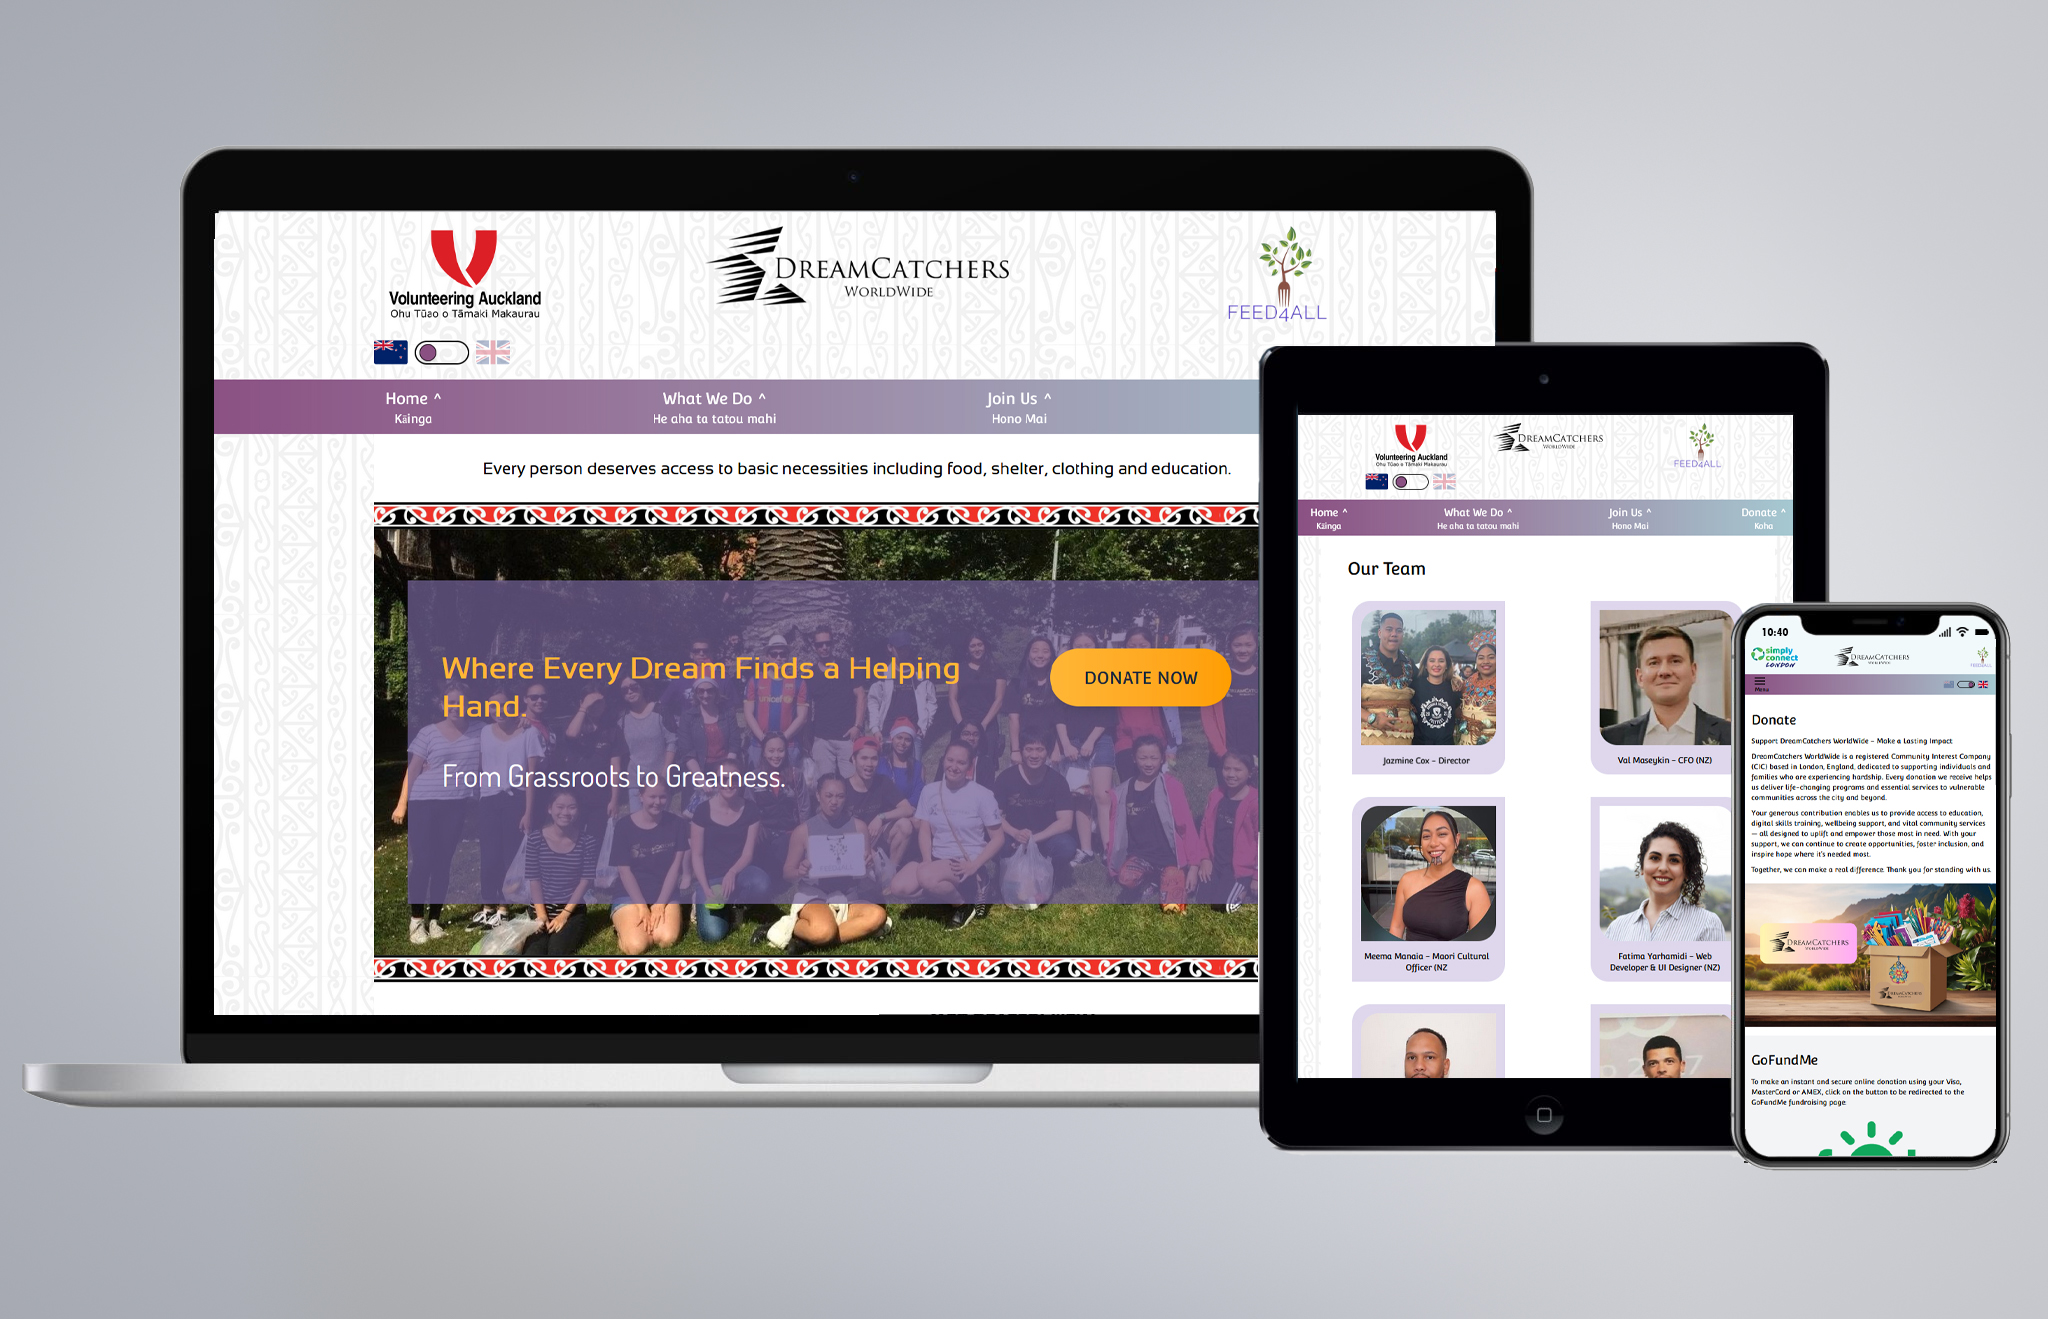 Volunteering Auckland
Ohu Tūao o Tāmaki Makaurau
DREAMCATCHERS
WORLDWIDE
FEED4ALL
Home ^
Kāinga
What We Do ^
He aha ta tatou mahi
Join Us ^
Hono Mai
Every person deserves access to basic necessities including food, shelter, clothing and education.
Where Every Dream Finds a Helping
Hand.
DONATE NOW
From Grassroots to Greatness.
FEED4ALL
Volunteering Auckland
Ohu Tūao o Tāmaki Makaurau
DREAMCATCHERS
WORLDWIDE
FEED4ALL
Home ^
Kāinga
What We Do ^
He aha ta tatou mahi
Join Us ^
Hono Mai
Donate ^
Koha
Our Team
Jazmine Cox - Director
Val Maseykin - CFO (NZ)
Meema Manaia - Maori Cultural
Officer (NZ
Fatima Yarhamidi - Web
Developer & UI Designer (NZ)
10:40
simply
connect
LONDON
DREAMCATCHERS
WORLDWIDE
FEED4ALL
Menu
Donate
Support DreamCatchers WorldWide - Make a Lasting Impact
DreamCatchers WorldWide is a registered Community Interest Company
(CIC) based in London, England, dedicated to supporting individuals and
families who are experiencing hardship. Every donation we receive helps
us deliver life-changing programs and essential services to vulnerable
communities across the city and beyond.
Your generous contribution enables us to provide access to education,
digital skills training, wellbeing support, and vital community services
— all designed to uplift and empower those most in need. With your
support, we can continue to create opportunities, foster inclusion, and
inspire hope where it's needed most.
Together, we can make a real difference. Thank you for standing with us.
DREAMCATCHERS
WORLDWIDE
DREAMCATCHERS
WORLDWIDE
GoFundMe
To make an instant and secure online donation using your Visa,
MasterCard or AMEX, click on the button to be redirected to the
GoFundMe fundraising page.